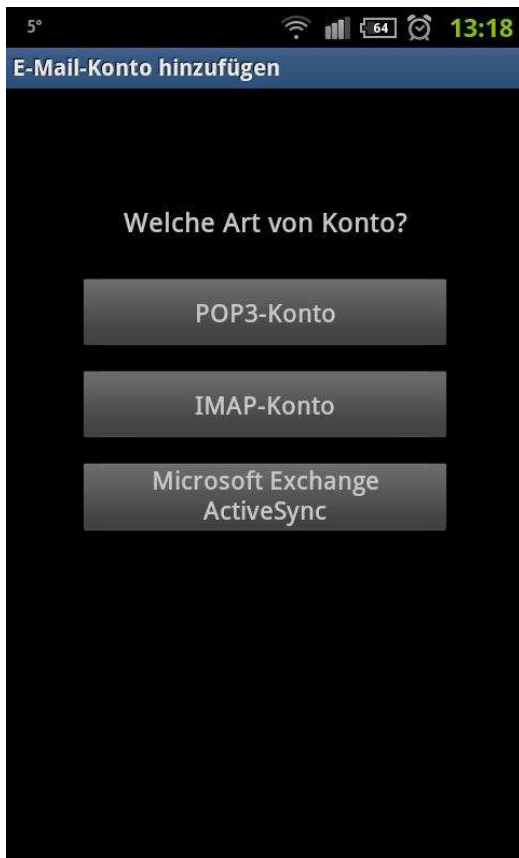 5° 64 13:18
E-Mail-Konto hinzufügen
Welche Art von Konto?
POP3-Konto
IMAP-Konto
Microsoft Exchange
ActiveSync